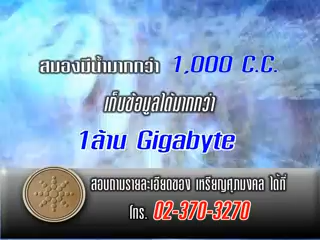 สมองมีน้ำมากกว่า 1,000 C.C.
เก็บข้อมูลได้มากกว่า
1ล้าน Gigabyte
สอบถามรายละเอียดของ เหรียญศุภมงคล ได้ที่
โทร. 02-370-3270